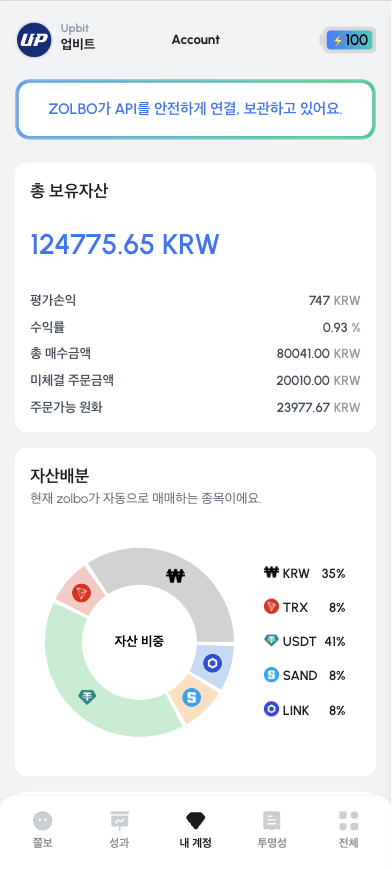 UP
Upbit
업비트
Account
100
ZOLBO가 API를 안전하게 연결, 보관하고 있어요.
총 보유자산
124775.65 KRW
평가손익 747 KRW
수익률 0.93 %
총 매수금액 80041.00 KRW
미체결 주문금액 20010.00 KRW
주문가능 원화 23977.67 KRW
자산배분
현재 zolbo가 자동으로 매매하는 종목이에요.
자산 비중
KRW 35%
TRX 8%
USDT 41%
SAND 8%
LINK 8%
쫄보 성과 내 계정 투명성 전체